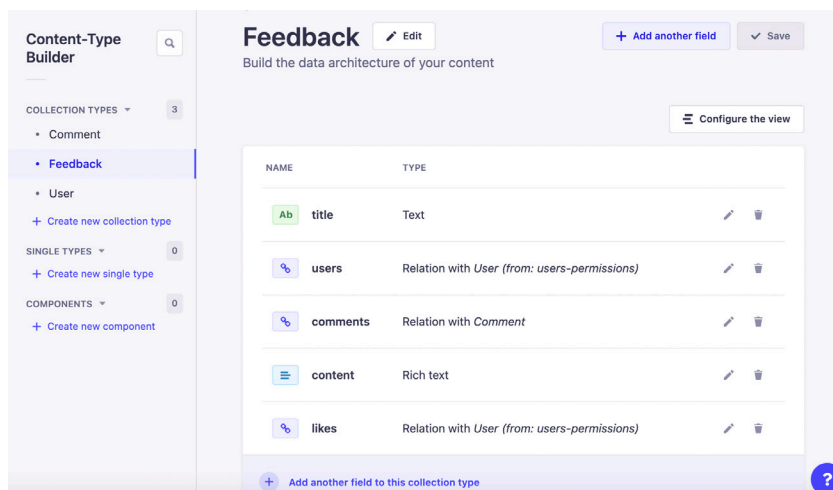 Content-Type
Builder
COLLECTION TYPES
3
Comment
Feedback
User
+ Create new collection type
SINGLE TYPES
0
+ Create new single type
COMPONENTS
0
+ Create new component
Feedback
Edit
+ Add another field
Save
Build the data architecture of your content
Configure the view
NAME TYPE
Ab title Text
users Relation with User (from: users-permissions)
comments Relation with Comment
content Rich text
likes Relation with User (from: users-permissions)
+ Add another field to this collection type
?